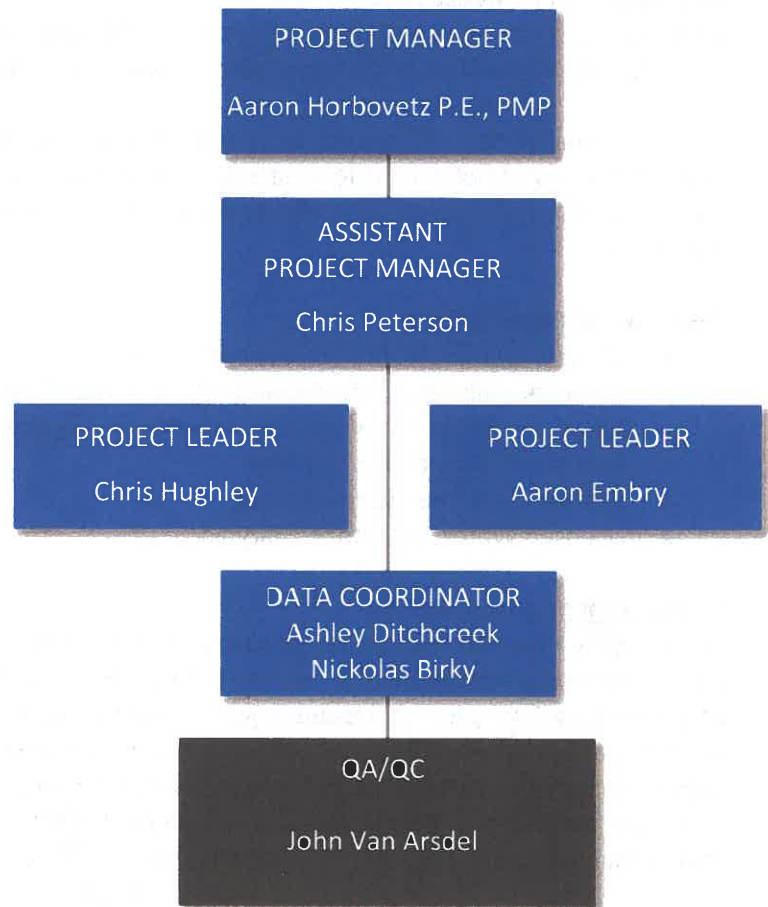 PROJECT MANAGER
Aaron Horbovetz P.E., PMP
ASSISTANT
PROJECT MANAGER
Chris Peterson
PROJECT LEADER
Chris Hughley
PROJECT LEADER
Aaron Embry
DATA COORDINATOR
Ashley Ditchcreek
Nickolas Birky
QA/QC
John Van Arsdel